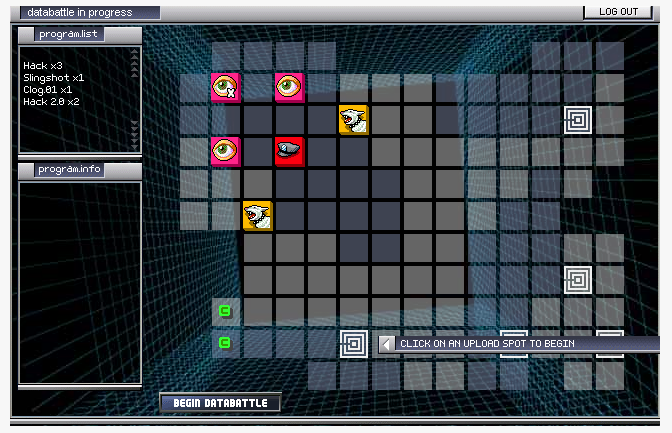 databattle in progress
LOG OUT
program.list
Hack x3
Slingshot x1
Clog.01 x1
Hack 2.0 x2
program.info
CLICK ON AN UPLOAD SPOT TO BEGIN
BEGIN DATABATTLE